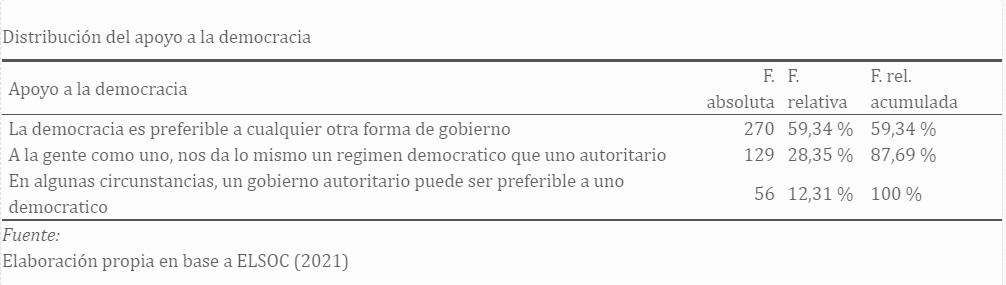 Distribución del apoyo a la democracia
Apoyo a la democracia F. absoluta F. relativa F. rel. acumulada
La democracia es preferible a cualquier otra forma de gobierno 270 59,34 % 59,34 %
A la gente como uno, nos da lo mismo un regimen democratico que uno autoritario 129 28,35 % 87,69 %
En algunas circunstancias, un gobierno autoritario puede ser preferible a uno
democratico 56 12,31 % 100 %
Fuente:
Elaboración propia en base a ELSOC (2021)